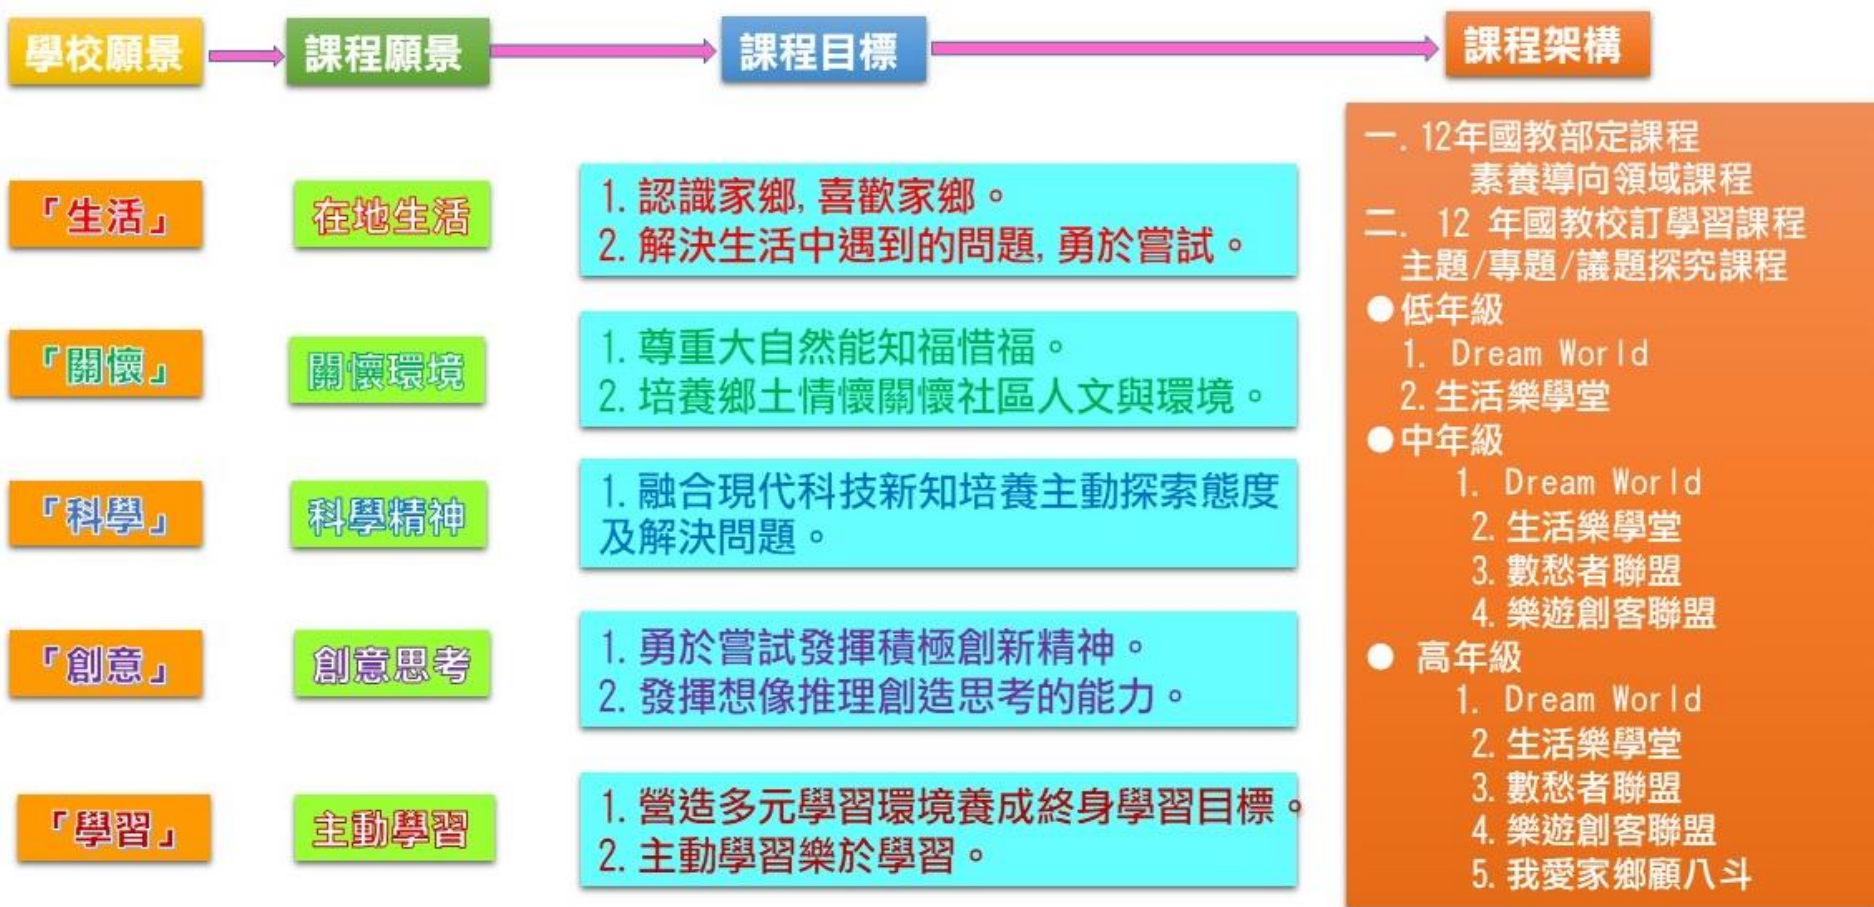 學校願景
課程願景
課程目標
課程架構
「生活」
在地生活
1. 認識家鄉, 喜歡家鄉。
2. 解決生活中遇到的問題, 勇於嘗試。
「關懷」
關懷環境
1. 尊重大自然能知福惜福。
2. 培養鄉土情懷關懷社區人文與環境。
「科學」
科學精神
1. 融合現代科技新知培養主動探索態度
及解決問題。
「創意」
創意思考
1. 勇於嘗試發揮積極創新精神。
2. 發揮想像推理創造思考的能力。
「學習」
主動學習
1. 營造多元學習環境養成終身學習目標。
2. 主動學習樂於學習。
一. 12年國教部定課程
素養導向領域課程
二. 12 年國教校訂學習課程
主題/專題/議題探究課程
●低年級
1. Dream World
2. 生活樂學堂
●中年級
1. Dream World
2. 生活樂學堂
3. 數愁者聯盟
4. 樂遊創客聯盟
● 高年級
1. Dream World
2. 生活樂學堂
3. 數愁者聯盟
4. 樂遊創客聯盟
5. 我愛家鄉顧八斗